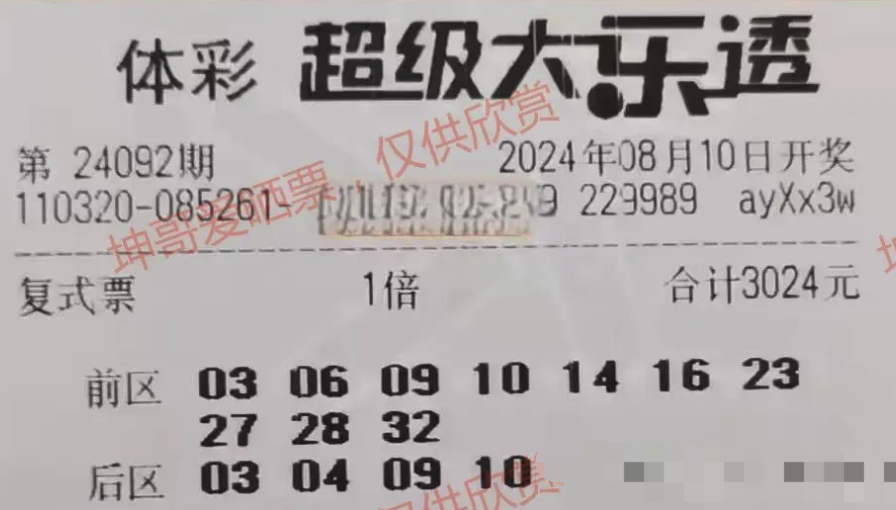 体彩 超级大乐透
第 24092期 2024年08月10日开奖
110320-085261- 229989 ayXx3w
复式票 1倍 合计3024元
前区 03 06 09 10 14 16 23
27 28 32
后区 03 04 09 10
坤哥爱晒票,仅供欣赏
仅供欣赏
坤